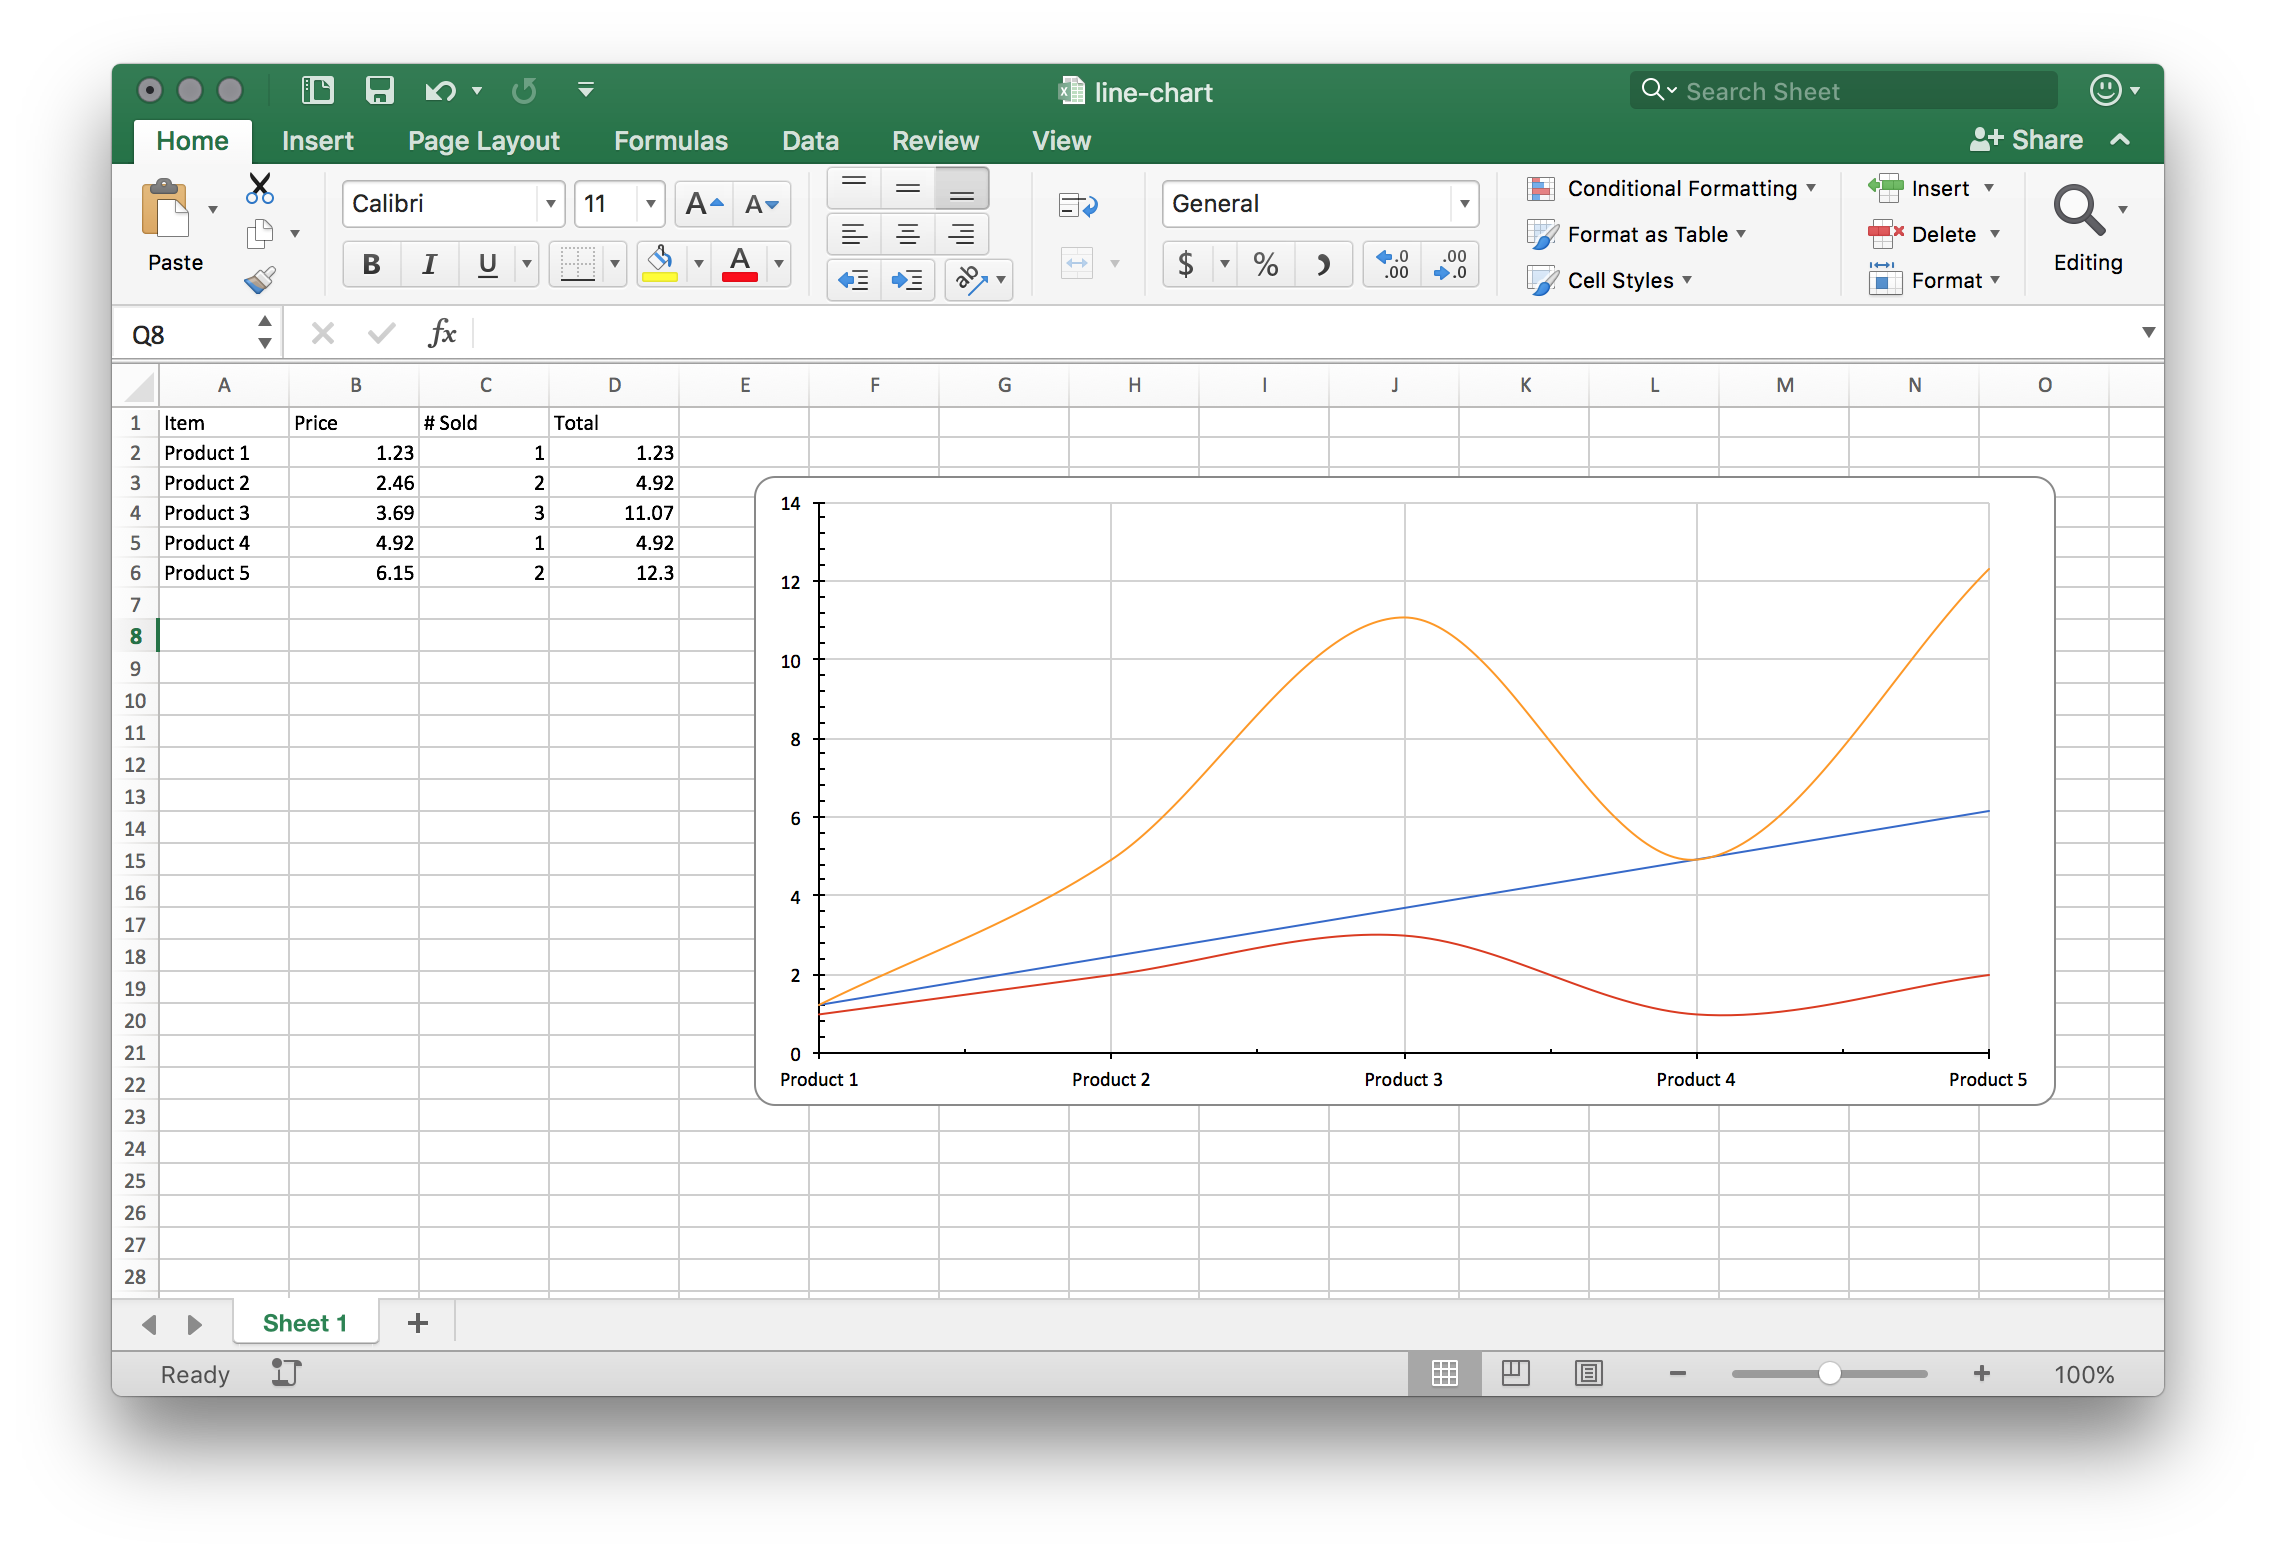 line-chart
Search Sheet
Home Insert Page Layout Formulas Data Review View
Share
Paste
Calibri 11 A A
B I U A
ab
General
$ % , .0 .00 .00 .0
Conditional Formatting
Format as Table
Cell Styles
Insert
Delete
Format
Editing
Q8 fx
A B C D E F G H I J K L M N O
1 Item Price # Sold Total
2 Product 1 1.23 1 1.23
3 Product 2 2.46 2 4.92
4 Product 3 3.69 3 11.07
5 Product 4 4.92 1 4.92
6 Product 5 6.15 2 12.3
7
8
9
10
11
12
13
14
15
16
17
18
19
20
21
22
23
24
25
26
27
28
14
12
10
8
6
4
2
0
Product 1 Product 2 Product 3 Product 4 Product 5
Sheet 1 +
Ready
100%